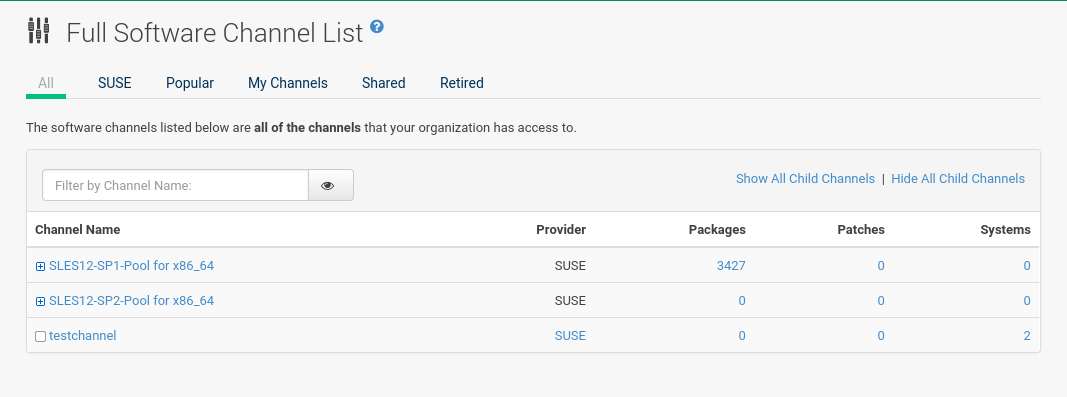 Full Software Channel List ?
All SUSE Popular My Channels Shared Retired
The software channels listed below are all of the channels that your organization has access to.
Filter by Channel Name: Show All Child Channels | Hide All Child Channels
Channel Name Provider Packages Patches Systems
SLES12-SP1-Pool for x86_64 SUSE 3427 0 0
SLES12-SP2-Pool for x86_64 SUSE 0 0 0
testchannel SUSE 0 0 2